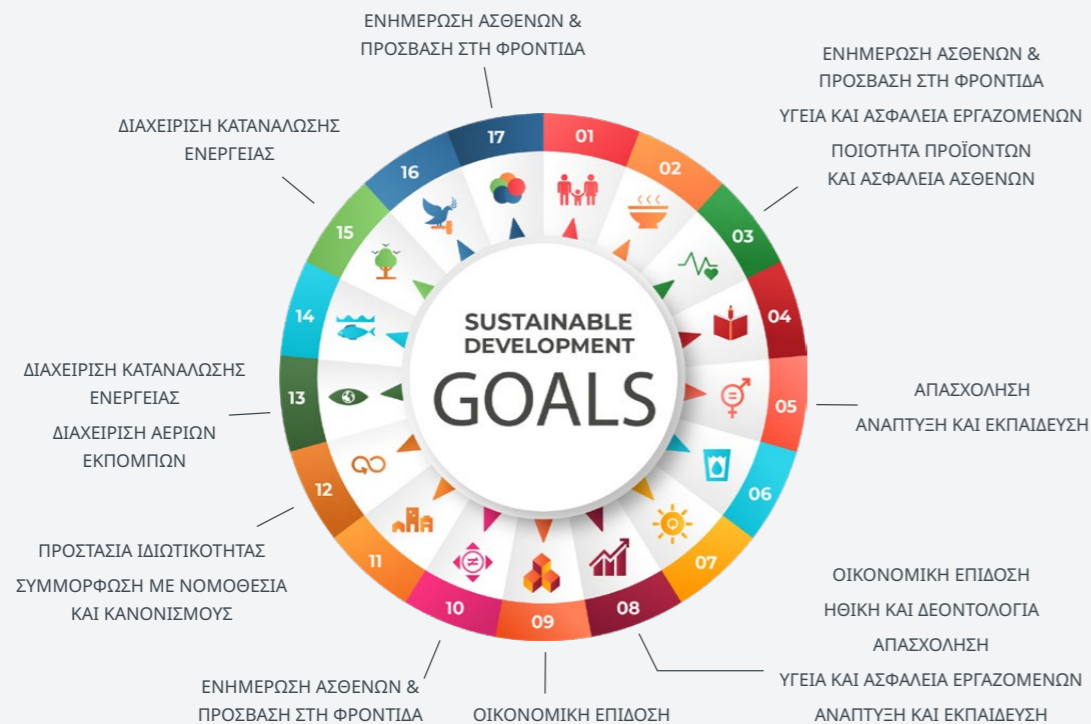 ΕΝΗΜΕΡΩΣΗ ΑΣΘΕΝΩΝ &
ΠΡΟΣΒΑΣΗ ΣΤΗ ΦΡΟΝΤΙΔΑ
ΕΝΗΜΕΡΩΣΗ ΑΣΘΕΝΩΝ &
ΠΡΟΣΒΑΣΗ ΣΤΗ ΦΡΟΝΤΙΔΑ
ΥΓΕΙΑ ΚΑΙ ΑΣΦΑΛΕΙΑ ΕΡΓΑΖΟΜΕΝΩΝ
ΠΟΙΟΤΗΤΑ ΠΡΟΪΟΝΤΩΝ
ΚΑΙ ΑΣΦΑΛΕΙΑ ΑΣΘΕΝΩΝ
ΔΙΑΧΕΙΡΙΣΗ ΚΑΤΑΝΑΛΩΣΗΣ
ΕΝΕΡΓΕΙΑΣ
17
01
16
02
15
03
14
04
13
05
12
06
11
07
10
08
09
SUSTAINABLE
DEVELOPMENT
GOALS
ΔΙΑΧΕΙΡΙΣΗ ΚΑΤΑΝΑΛΩΣΗΣ
ΕΝΕΡΓΕΙΑΣ
ΔΙΑΧΕΙΡΙΣΗ ΑΕΡΙΩΝ
ΕΚΠΟΜΠΩΝ
ΑΠΑΣΧΟΛΗΣΗ
ΑΝΑΠΤΥΞΗ ΚΑΙ ΕΚΠΑΙΔΕΥΣΗ
ΠΡΟΣΤΑΣΙΑ ΙΔΙΩΤΙΚΟΤΗΤΑΣ
ΣΥΜΜΟΡΦΩΣΗ ΜΕ ΝΟΜΟΘΕΣΙΑ
ΚΑΙ ΚΑΝΟΝΙΣΜΟΥΣ
ΟΙΚΟΝΟΜΙΚΗ ΕΠΙΔΟΣΗ
ΗΘΙΚΗ ΚΑΙ ΔΕΟΝΤΟΛΟΓΙΑ
ΑΠΑΣΧΟΛΗΣΗ
ΥΓΕΙΑ ΚΑΙ ΑΣΦΑΛΕΙΑ ΕΡΓΑΖΟΜΕΝΩΝ
ΑΝΑΠΤΥΞΗ ΚΑΙ ΕΚΠΑΙΔΕΥΣΗ
ΕΝΗΜΕΡΩΣΗ ΑΣΘΕΝΩΝ &
ΠΡΟΣΒΑΣΗ ΣΤΗ ΦΡΟΝΤΙΔΑ
ΟΙΚΟΝΟΜΙΚΗ ΕΠΙΔΟΣΗ